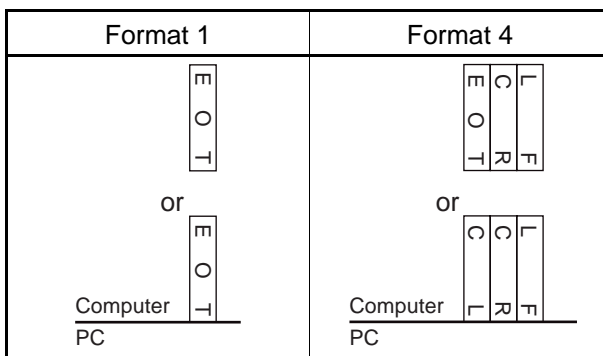 Format 1 Format 4
EOT EOT CR LF
or or
EOT CL CR LF
Computer Computer
PC PC